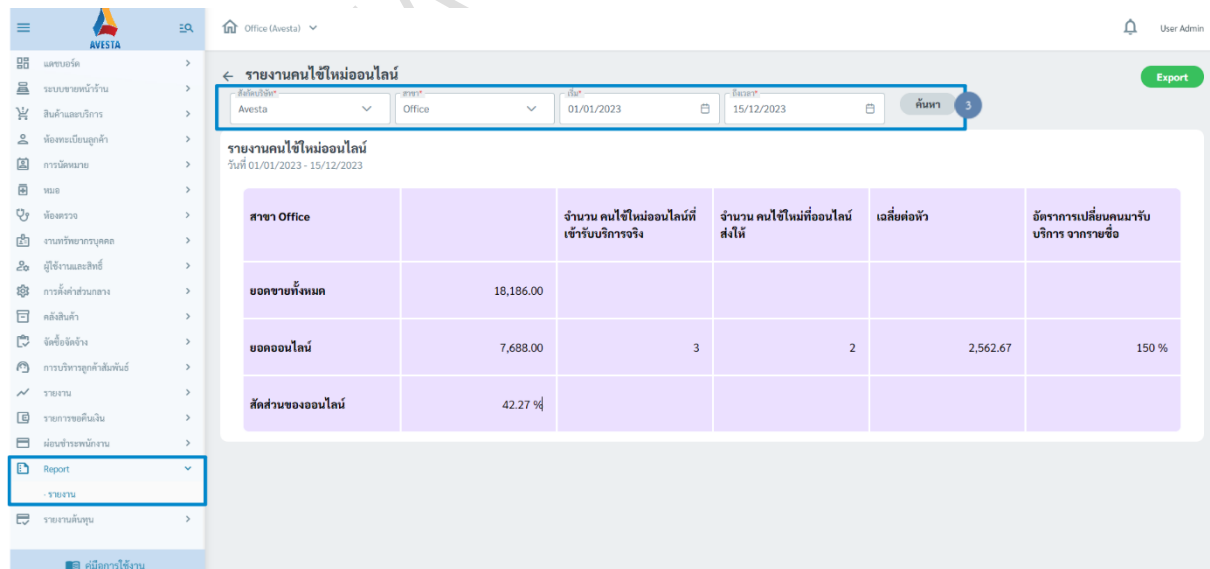 AVESTA
Office (Avesta)
User Admin
แดชบอร์ด
ระบบขายหน้าร้าน
สินค้าและบริการ
ห้องทะเบียนลูกค้า
การนัดหมาย
หมอ
ห้องตรวจ
งานทรัพยากรบุคคล
ผู้ใช้งานและสิทธิ์
การตั้งค่าส่วนกลาง
คลังสินค้า
จัดซื้อจัดจ้าง
การบริหารลูกค้าสัมพันธ์
รายงาน
รายการขอคืนเงิน
ผ่อนชำระพนักงาน
Report
- รายงาน
รายงานต้นทุน
คู่มือการใช้งาน
รายงานคนไข้ใหม่ออนไลน์
Export
สังกัดบริษัท* สาขา* เริ่ม* ถึงเวลา*
Avesta Office 01/01/2023 15/12/2023 ค้นหา 3
รายงานคนไข้ใหม่ออนไลน์
วันที่ 01/01/2023 - 15/12/2023
สาขา Office จำนวน คนไข้ใหม่ออนไลน์ที่ จำนวน คนไข้ใหม่ที่ออนไลน์ เฉลี่ยต่อหัว อัตราการเปลี่ยนคนมารับ
เข้ารับบริการจริง ส่งให้ บริการ จากรายชื่อ
ยอดขายทั้งหมด 18,186.00
ยอดออนไลน์ 7,688.00 3 2 2,562.67 150 %
สัดส่วนของออนไลน์ 42.27 %